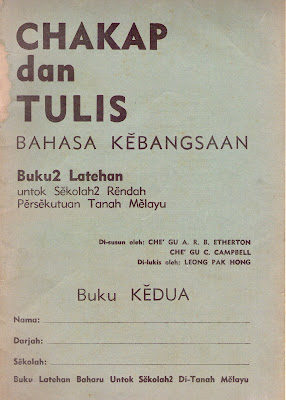 CHAKAP
dan
TULIS
BAHASA KĔBANGSAAN
Buku2 Latehan
untok Sĕkolah2 Rĕndah
Pĕrsĕkutuan Tanah Mĕlayu
Di-susun oleh: CHE' GU A. R. B. ETHERTON
CHE' GU C. CAMPBELL
Di-lukis oleh: LEONG PAK HONG
Buku KĔDUA
Nama:
Darjah:
Sĕkolah:
Buku Latehan Baharu Untok Sĕkolah2 Di-Tanah Mĕlayu